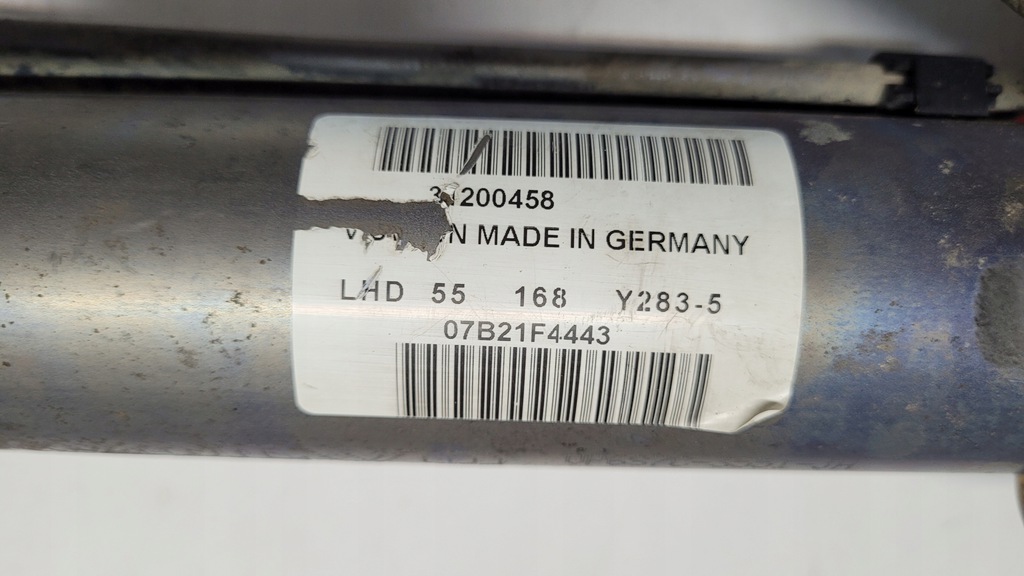 200458
MADE IN GERMANY
LHD 55 168 Y283-5
07B21F4443